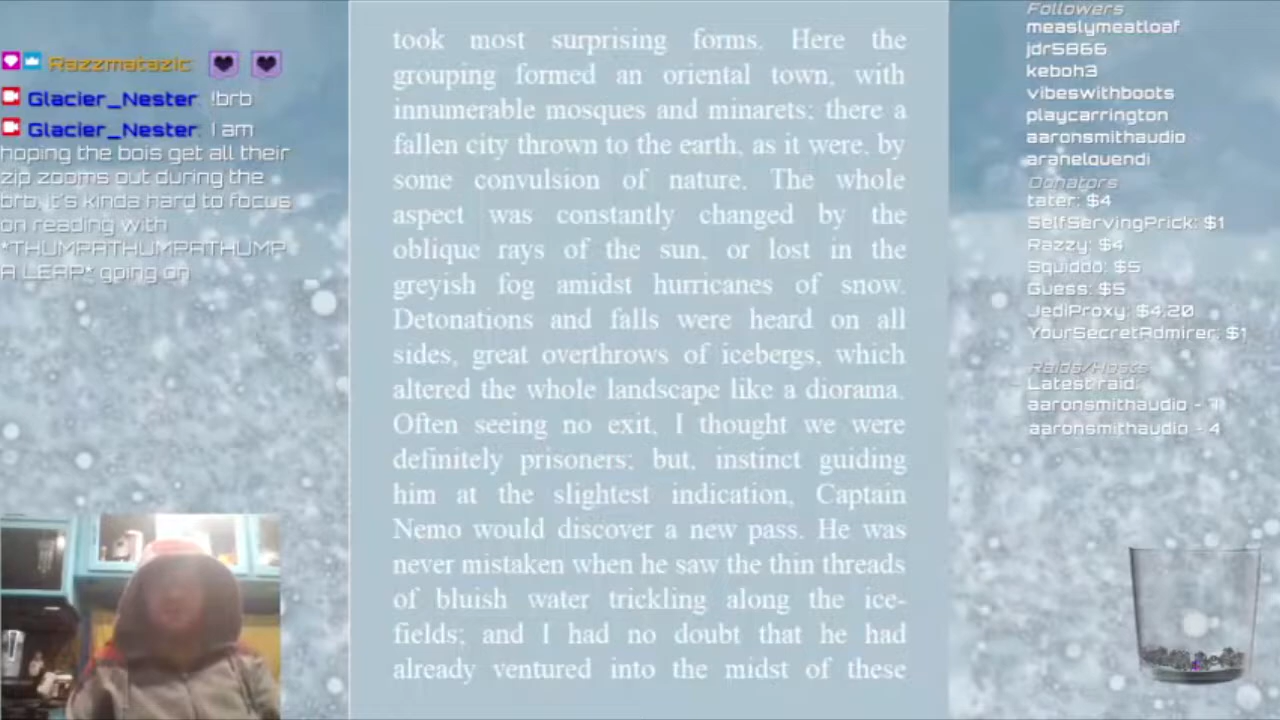 Razzmatazic:
Glacier_Nester: !brb
Glacier_Nester: I am
hoping the bois get all their
zip zooms out during the
brb, it's kinda hard to focus
on reading with
*THUMPATHUMPATHUMP
A LEAP* going on
took most surprising forms. Here the
grouping formed an oriental town, with
innumerable mosques and minarets; there a
fallen city thrown to the earth, as it were, by
some convulsion of nature. The whole
aspect was constantly changed by the
oblique rays of the sun, or lost in the
greyish fog amidst hurricanes of snow.
Detonations and falls were heard on all
sides, great overthrows of icebergs, which
altered the whole landscape like a diorama.
Often seeing no exit, I thought we were
definitely prisoners; but, instinct guiding
him at the slightest indication, Captain
Nemo would discover a new pass. He was
never mistaken when he saw the thin threads
of bluish water trickling along the ice-
fields; and I had no doubt that he had
already ventured into the midst of these
Followers
measlymeatloaf
jdr5866
keboh3
vibeswithboots
playcarrington
aaronsmithaudio
aranelquendi
Donators
tater: $4
SelfServingPrick: $1
Razzy: $4
Squiddo: $5
Guess: $5
JediProxy: $4.20
YourSecretAdmirer: $1
Raids/Hosts
Latest raid:
aaronsmithaudio - 1
aaronsmithaudio - 4